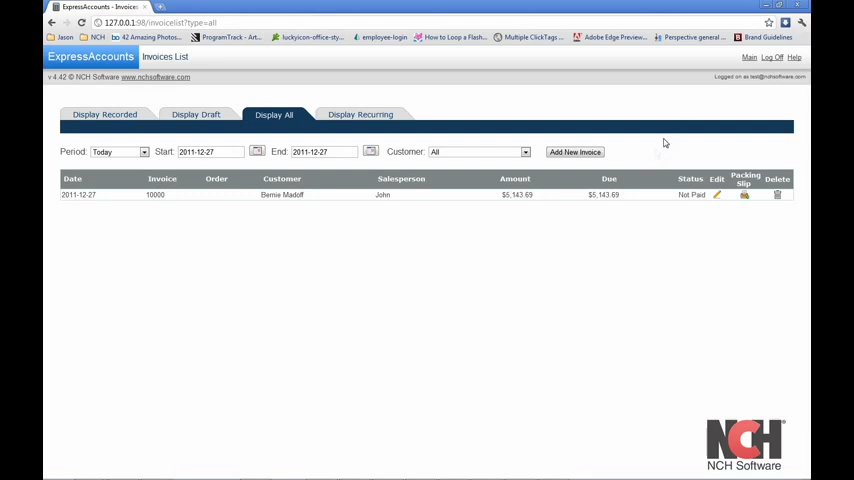 ExpressAccounts - Invoices
127.0.0.1:98/invoicelist?type=all
Jason NCH 42 Amazing Photos... ProgramTrack - Art... luckyicon-office-sty... employee-login How to Loop a Flash... Multiple ClickTags ... Adobe Edge Preview... Perspective general ... Brand Guidelines
ExpressAccounts Invoices List Main Log Off Help
v 4.42 © NCH Software www.nchsoftware.com Logged on as test@nchsoftware.com
Display Recorded Display Draft Display All Display Recurring
Period: Today Start: 2011-12-27 End: 2011-12-27 Customer: All Add New Invoice
Date Invoice Order Customer Salesperson Amount Due Status Edit Packing Slip Delete
2011-12-27 10000 Bernie Madoff John $5,143.69 $5,143.69 Not Paid
NCH
NCH Software